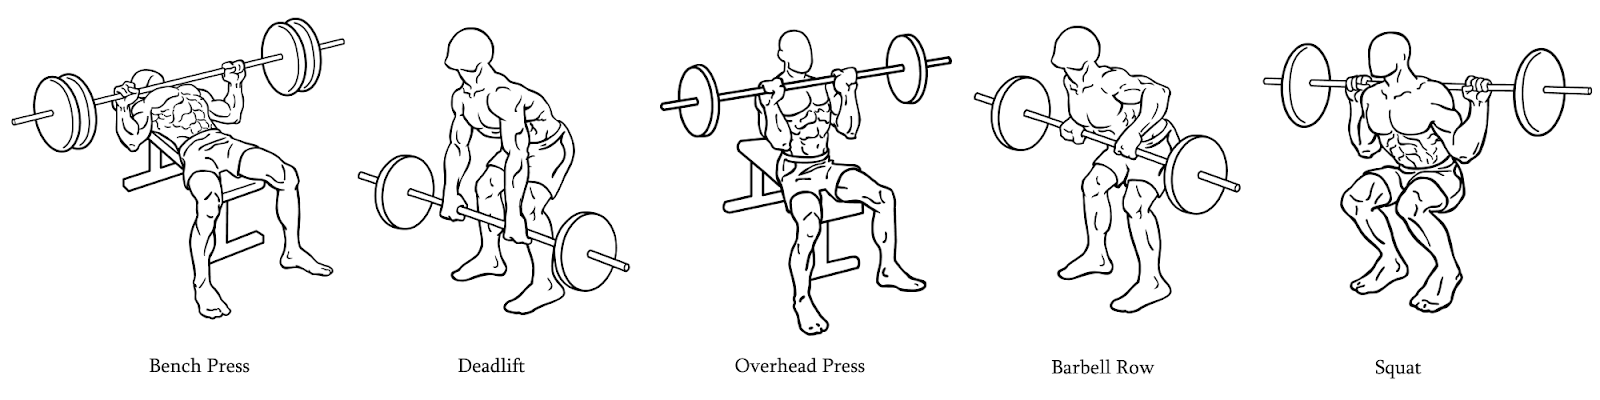 Bench Press
Deadlift
Overhead Press
Barbell Row
Squat